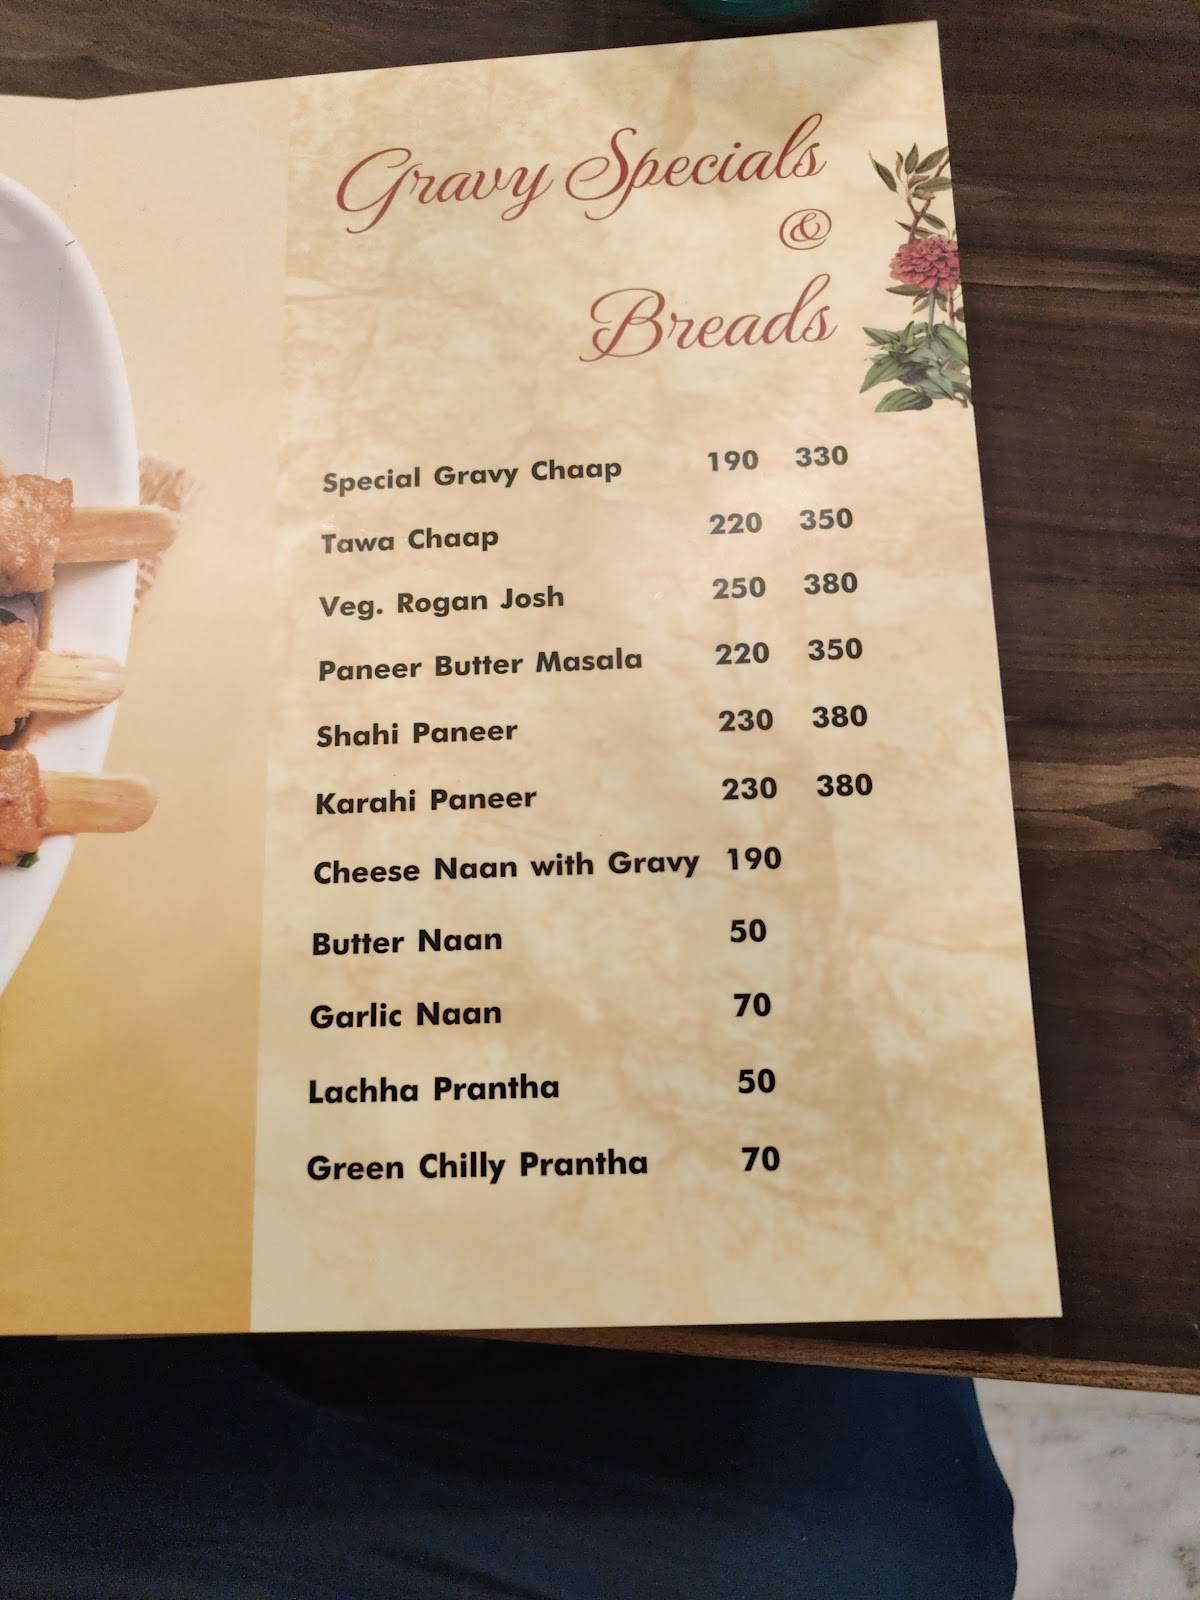 Gravy Specials
&
Breads
Special Gravy Chaap 190 330
Tawa Chaap 220 350
Veg. Rogan Josh 250 380
Paneer Butter Masala 220 350
Shahi Paneer 230 380
Karahi Paneer 230 380
Cheese Naan with Gravy 190
Butter Naan 50
Garlic Naan 70
Lachha Prantha 50
Green Chilly Prantha 70